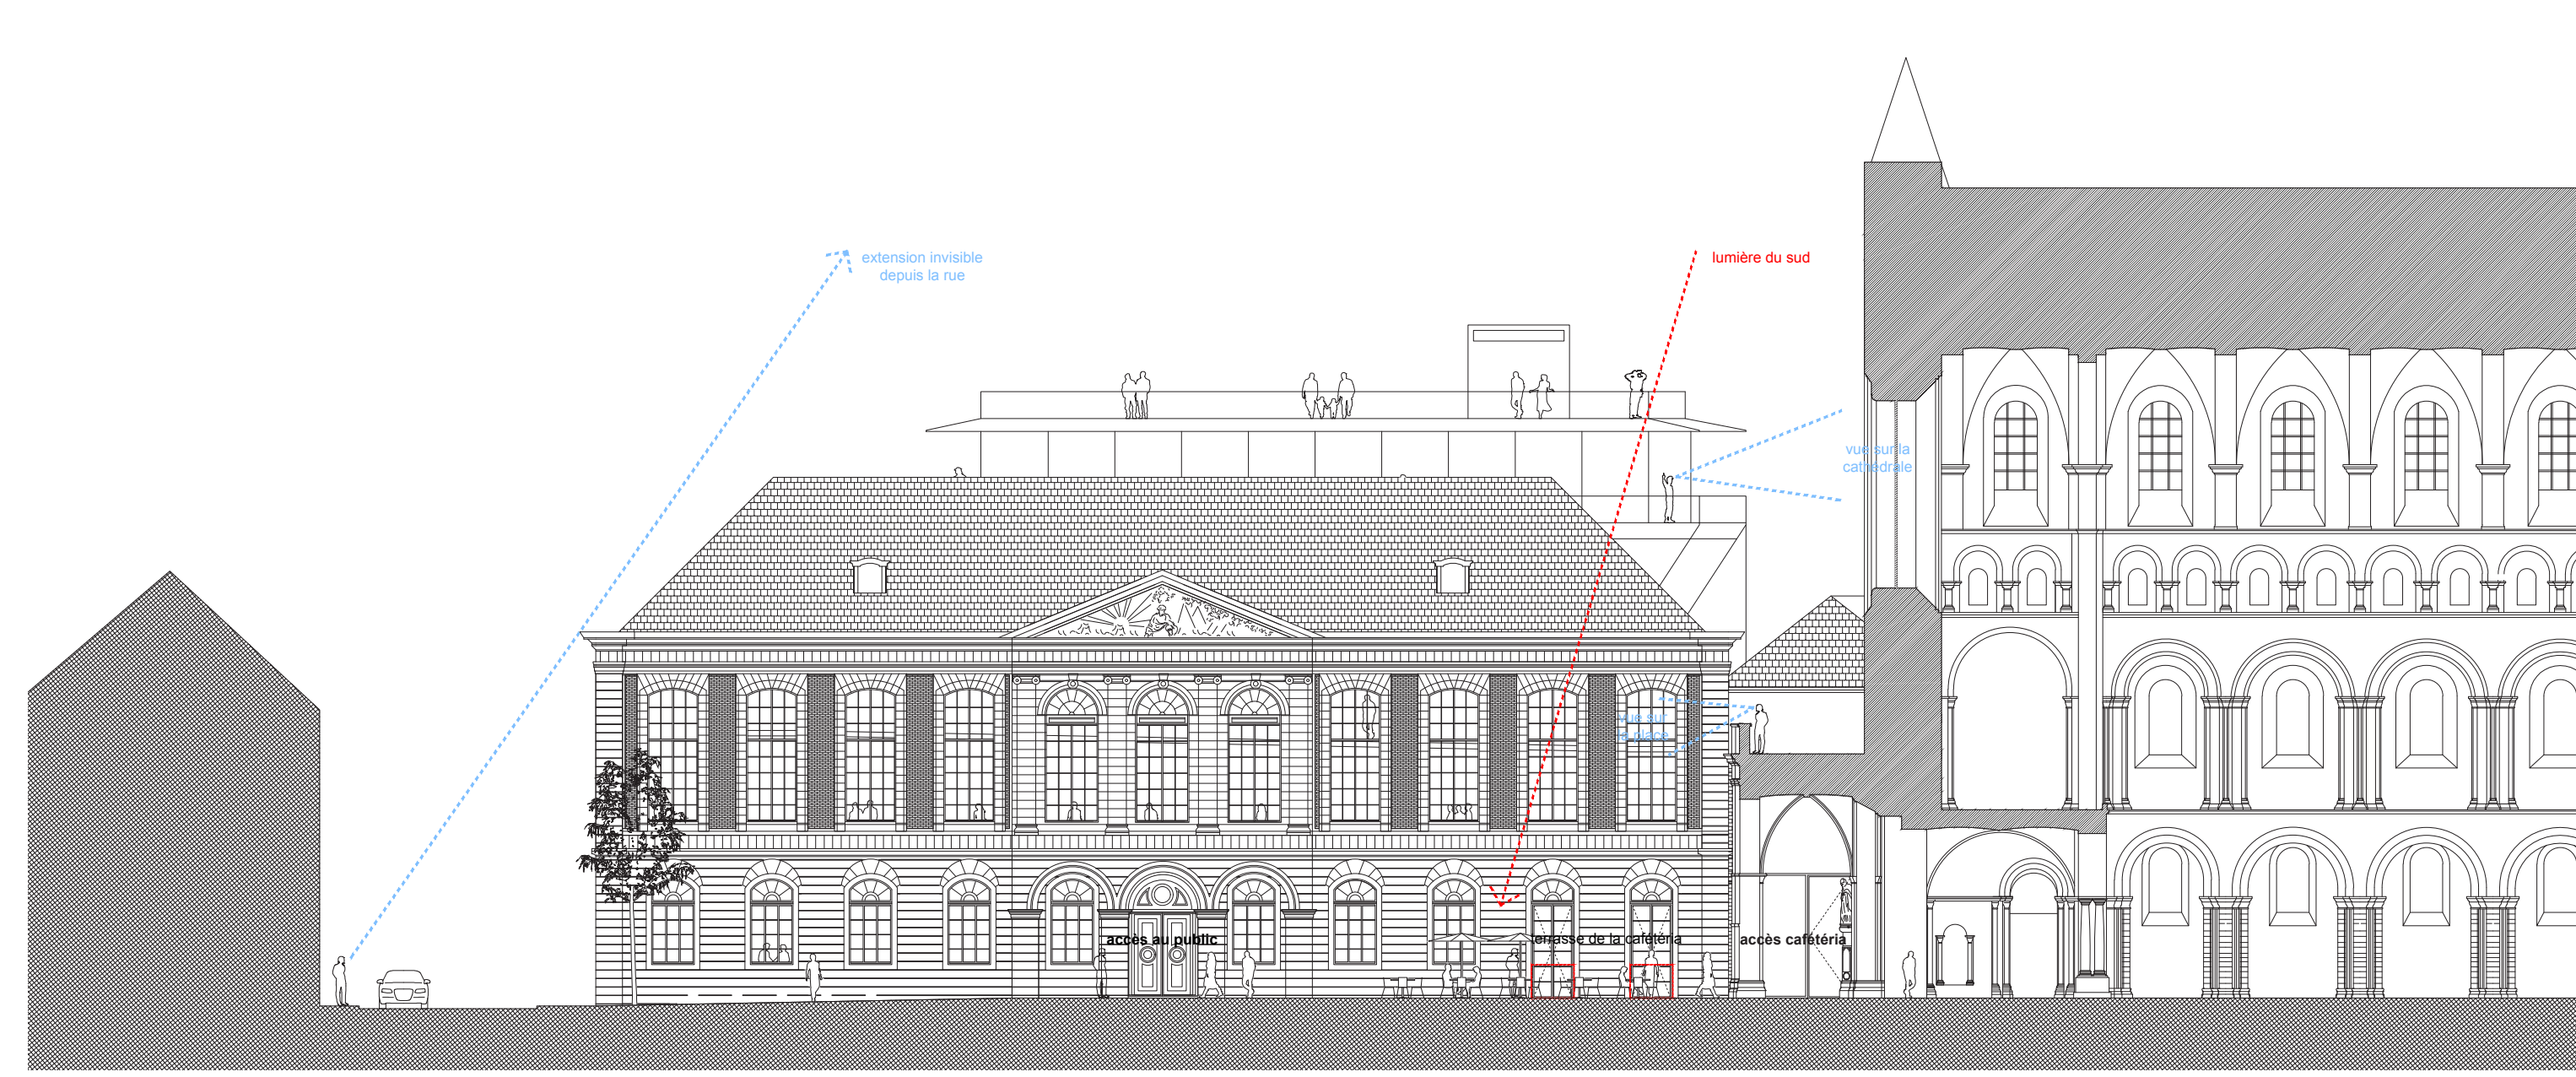 extension invisible
depuis la rue
lumière du sud
vue sur la
cathédrale
vue sur
la place
accès au public
terrasse de la cafétéria
accès cafétéria